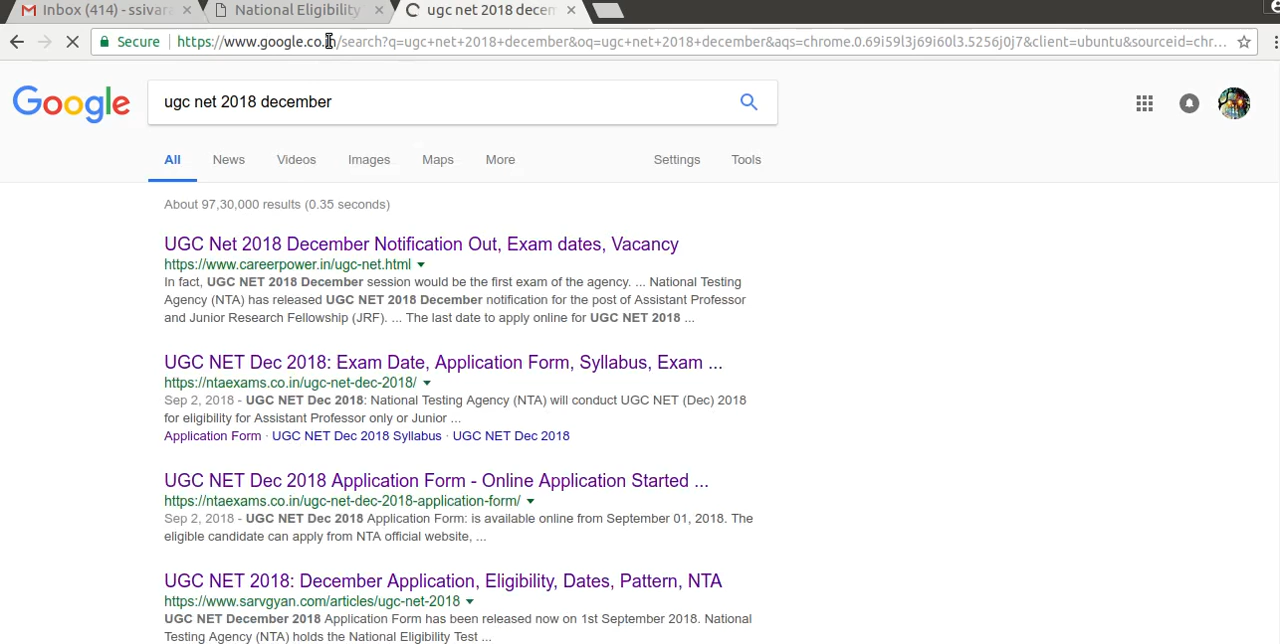 Inbox (414) - ssivara
National Eligibility
ugc net 2018 decem
Secure https://www.google.co.in/search?q=ugc+net+2018+december&oq=ugc+net+2018+december&aqs=chrome.0.69i59l3j69i60l3.5256j0j7&client=ubuntu&sourceid=chr...
Google
ugc net 2018 december
All News Videos Images Maps More Settings Tools
About 97,30,000 results (0.35 seconds)
UGC Net 2018 December Notification Out, Exam dates, Vacancy
https://www.careerpower.in/ugc-net.html
In fact, UGC NET 2018 December session would be the first exam of the agency. ... National Testing
Agency (NTA) has released UGC NET 2018 December notification for the post of Assistant Professor
and Junior Research Fellowship (JRF). ... The last date to apply online for UGC NET 2018 ...
UGC NET Dec 2018: Exam Date, Application Form, Syllabus, Exam ...
https://ntaexams.co.in/ugc-net-dec-2018/
Sep 2, 2018 - UGC NET Dec 2018: National Testing Agency (NTA) will conduct UGC NET (Dec) 2018
for eligibility for Assistant Professor only or Junior ...
Application Form · UGC NET Dec 2018 Syllabus · UGC NET Dec 2018
UGC NET Dec 2018 Application Form - Online Application Started ...
https://ntaexams.co.in/ugc-net-dec-2018-application-form/
Sep 2, 2018 - UGC NET Dec 2018 Application Form: is available online from September 01, 2018. The
eligible candidate can apply from NTA official website, ...
UGC NET 2018: December Application, Eligibility, Dates, Pattern, NTA
https://www.sarvgyan.com/articles/ugc-net-2018
UGC NET December 2018 Application Form has been released now on 1st September 2018. National
Testing Agency (NTA) holds the National Eligibility Test ...